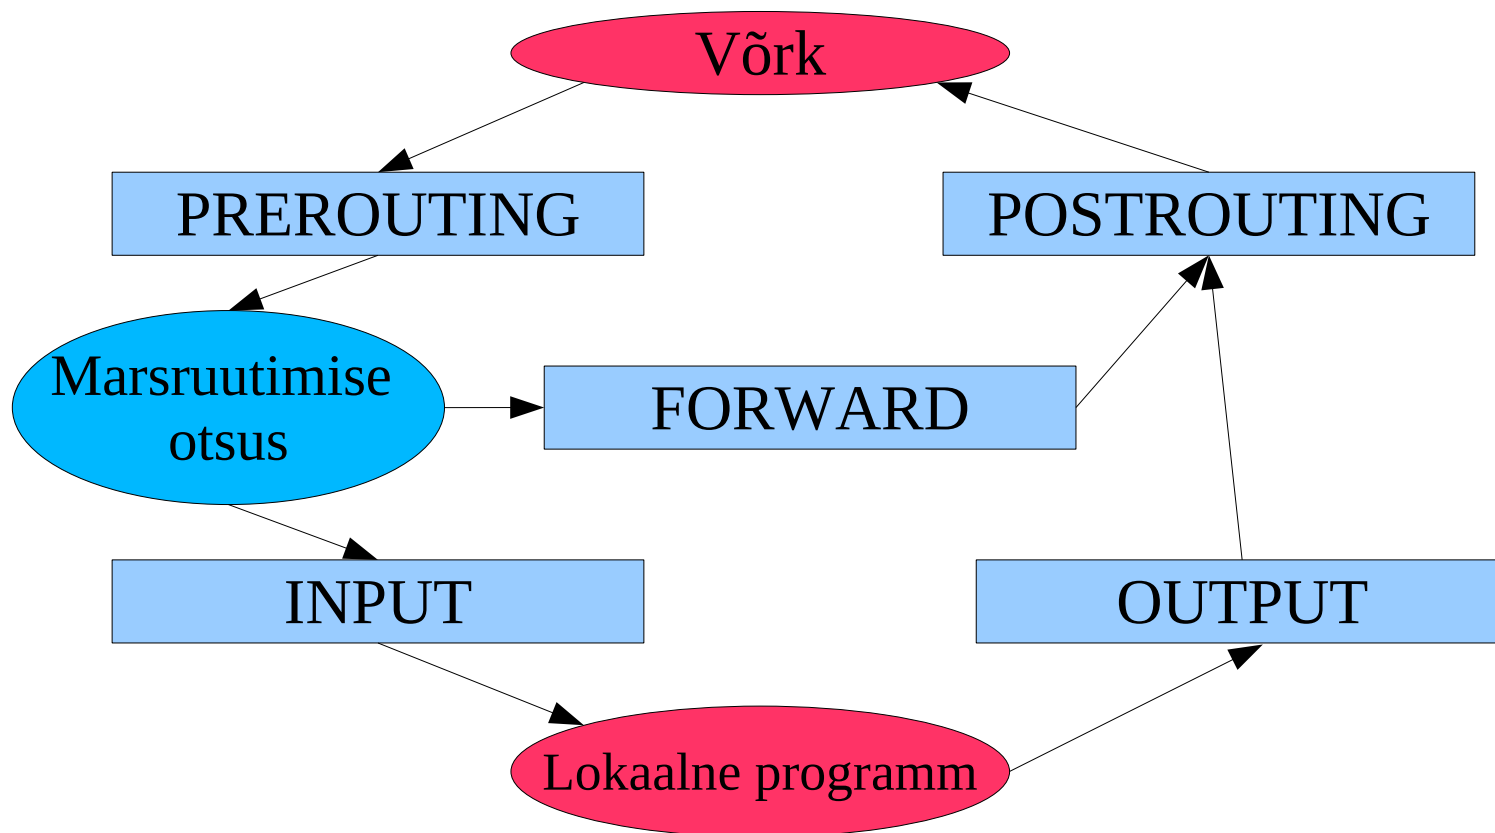 Võrk
PREROUTING
POSTROUTING
Marsruutimise
otsus
FORWARD
INPUT
OUTPUT
Lokaalne programm